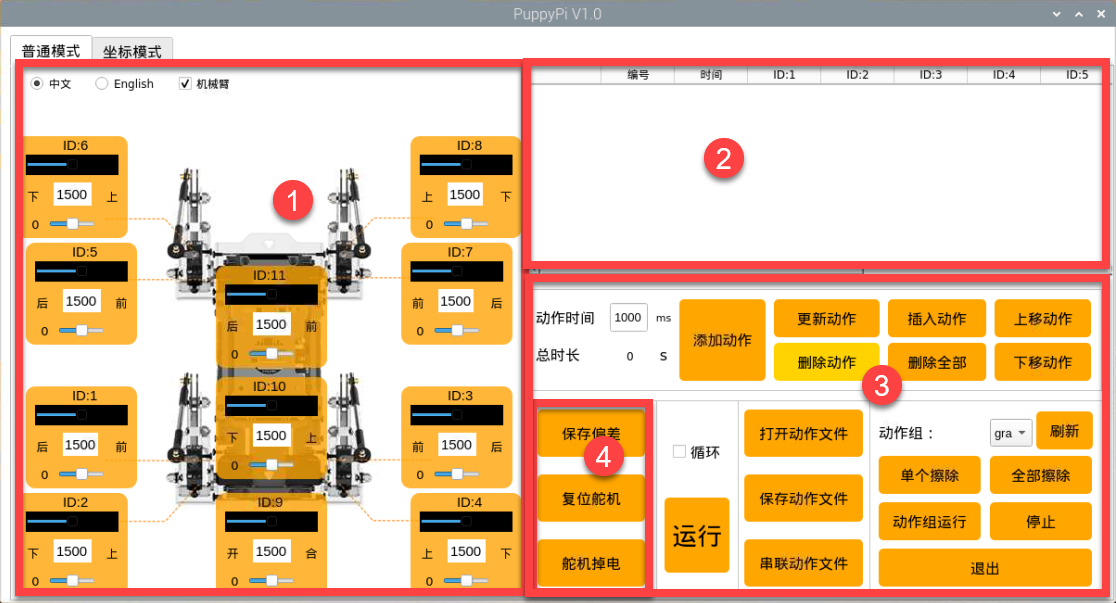 PuppyPi V1.0
普通模式 坐标模式
中文 English 机械臂
编号 时间 ID:1 ID:2 ID:3 ID:4 ID:5
ID:6
下 1500 上
0
ID:8
上 1500 下
0
ID:5
后 1500 前
0
ID:7
前 1500 后
0
ID:11
后 1500 前
0
ID:10
下 1500 上
0
ID:1
后 1500 前
0
ID:3
前 1500 后
0
ID:2
下 1500 上
0
ID:9
开 1500 合
0
ID:4
上 1500 下
0
1
2
动作时间 1000 ms
总时长 0 S
添加动作
更新动作 插入动作 上移动作
删除动作 删除全部 下移动作
3
保存偏差
4
复位舵机
舵机掉电
循环
运行
打开动作文件
保存动作文件
串联动作文件
动作组： gra 刷新
单个擦除 全部擦除
动作组运行 停止
退出